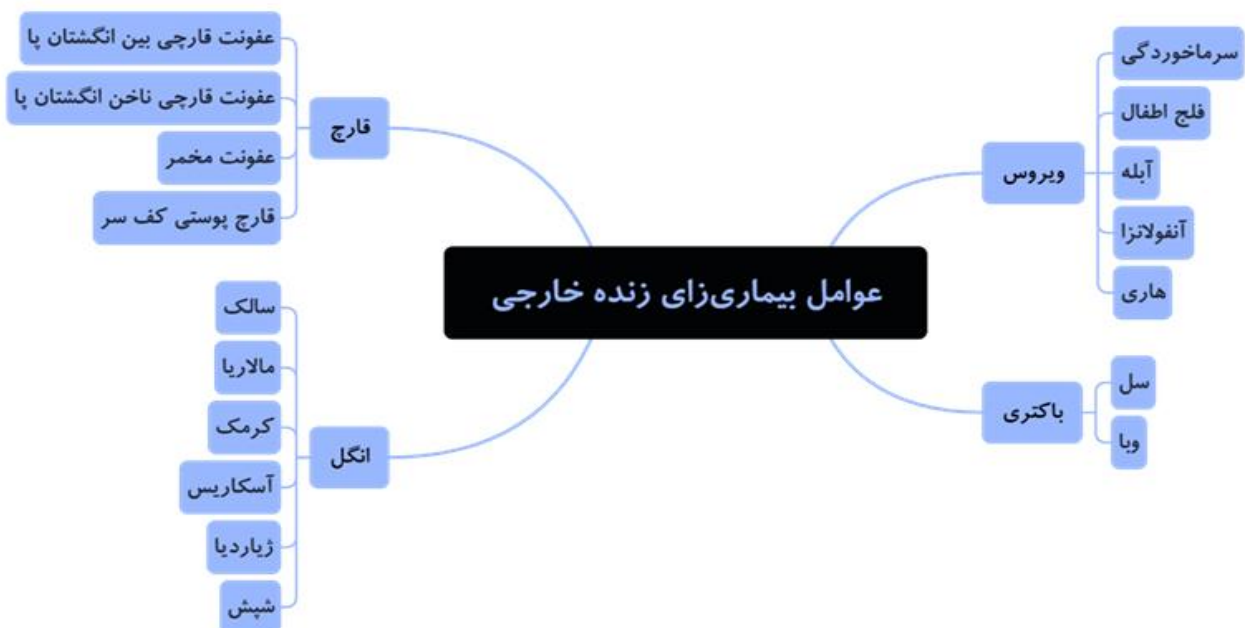 عوامل بیماری‌زای زنده خارجی
ویروس
سرماخوردگی
فلج اطفال
آبله
آنفولانزا
هاری
باکتری
سل
وبا
قارچ
عفونت قارچی بین انگشتان پا
عفونت قارچی ناخن انگشتان پا
عفونت مخمر
قارچ پوستی کف سر
انگل
سالک
مالاریا
کرمک
آسکاریس
ژیاردیا
شپش